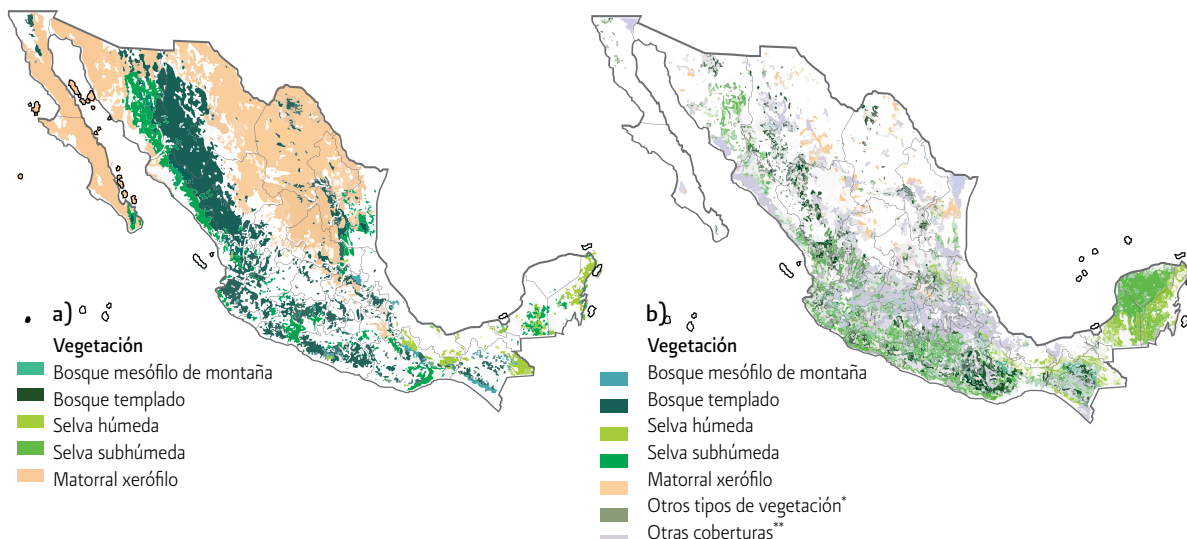 a)
Vegetación
Bosque mesófilo de montaña
Bosque templado
Selva húmeda
Selva subhúmeda
Matorral xerófilo
b)
Vegetación
Bosque mesófilo de montaña
Bosque templado
Selva húmeda
Selva subhúmeda
Matorral xerófilo
Otros tipos de vegetación*
Otras coberturas**